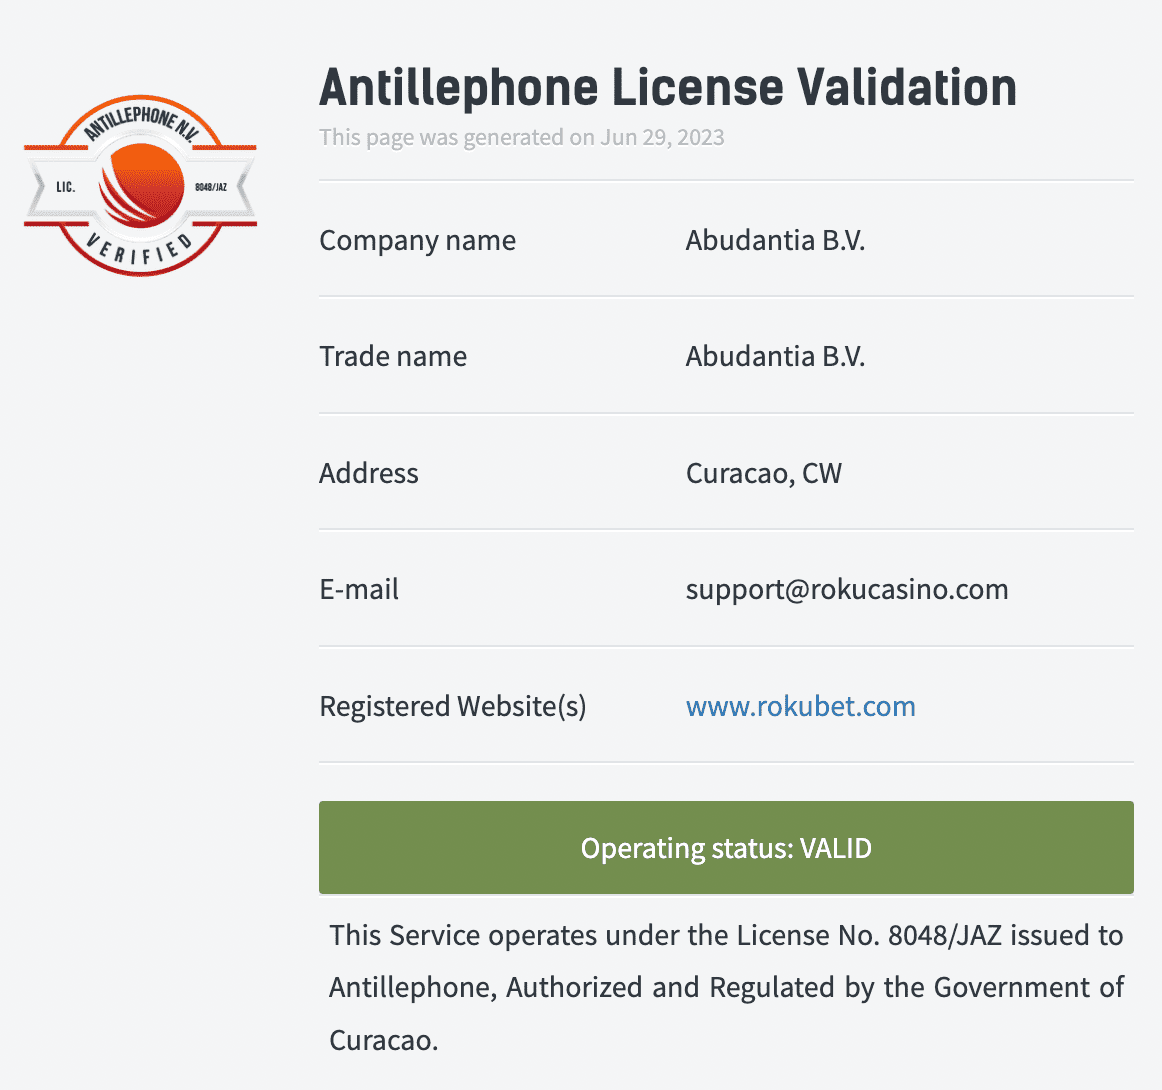 ANTILLEPHONE N.V.
LIC.
8048/JAZ
VERIFIED
Antillephone License Validation
This page was generated on Jun 29, 2023
Company name Abudantia B.V.
Trade name Abudantia B.V.
Address Curacao, CW
E-mail support@rokucasino.com
Registered Website(s) www.rokubet.com
Operating status: VALID
This Service operates under the License No. 8048/JAZ issued to
Antillephone, Authorized and Regulated by the Government of
Curacao.